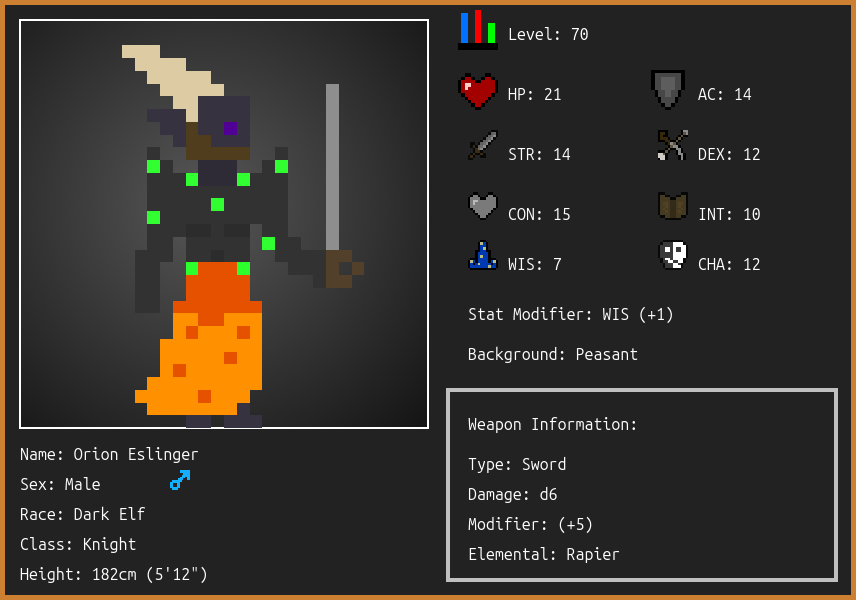 Level: 70
HP: 21
AC: 14
STR: 14
DEX: 12
CON: 15
INT: 10
WIS: 7
CHA: 12
Stat Modifier: WIS (+1)
Background: Peasant
Weapon Information:
Type: Sword
Damage: d6
Modifier: (+5)
Elemental: Rapier
Name: Orion Eslinger
Sex: Male
Race: Dark Elf
Class: Knight
Height: 182cm (5'12")